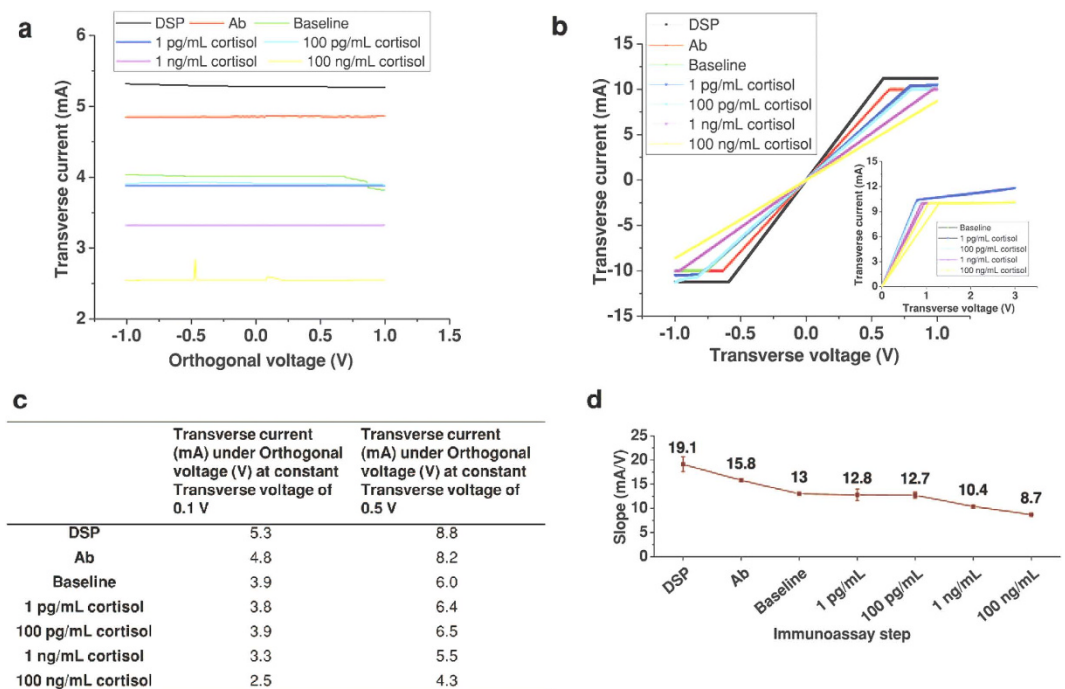 a
DSP Ab Baseline
1 pg/mL cortisol 100 pg/mL cortisol
1 ng/mL cortisol 100 ng/mL cortisol
Transverse current (mA)
6
5
4
3
2
-1.0 -0.5 0.0 0.5 1.0 1.5
Orthogonal voltage (V)
b
DSP
Ab
Baseline
1 pg/mL cortisol
100 pg/mL cortisol
1 ng/mL cortisol
100 ng/mL cortisol
Transverse current (mA)
15
10
5
0
-5
-10
-15
-1.0 -0.5 0.0 0.5 1.0
Transverse voltage (V)
Transverse current (mA)
15
12
9
6
3
0
Baseline
1 pg/mL cortisol
100 pg/mL cortisol
1 ng/mL cortisol
100 ng/mL cortisol
0 1 2 3
Transverse voltage (V)
c
Transverse current Transverse current
(mA) under Orthogonal (mA) under Orthogonal
voltage (V) at constant voltage (V) at constant
Transverse voltage of Transverse voltage of
0.1 V 0.5 V
DSP 5.3 8.8
Ab 4.8 8.2
Baseline 3.9 6.0
1 pg/mL cortisol 3.8 6.4
100 pg/mL cortisol 3.9 6.5
1 ng/mL cortisol 3.3 5.5
100 ng/mL cortisol 2.5 4.3
d
Slope (mA/V)
25
20
15
10
5
0
19.1 15.8 13 12.8 12.7 10.4 8.7
DSP Ab Baseline 1 pg/mL 100 pg/mL 1 ng/mL 100 ng/mL
Immunoassay step